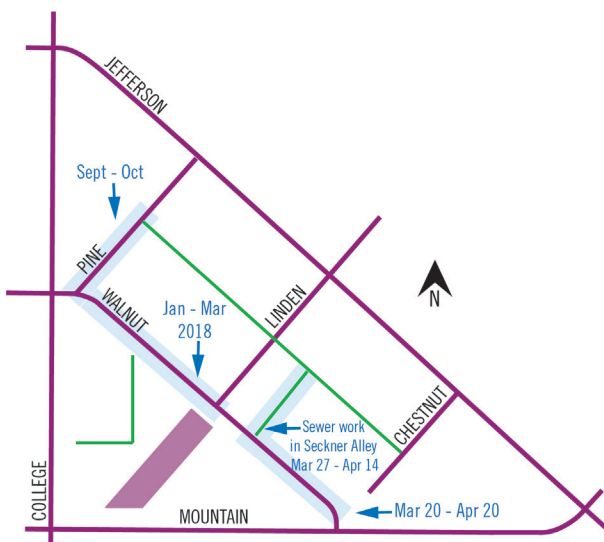 JEFFERSON
Sept - Oct
PINE
WALNUT
Jan - Mar
2018
LINDEN
N
CHESTNUT
Sewer work
in Seckner Alley
Mar 27 - Apr 14
Mar 20 - Apr 20
COLLEGE
MOUNTAIN